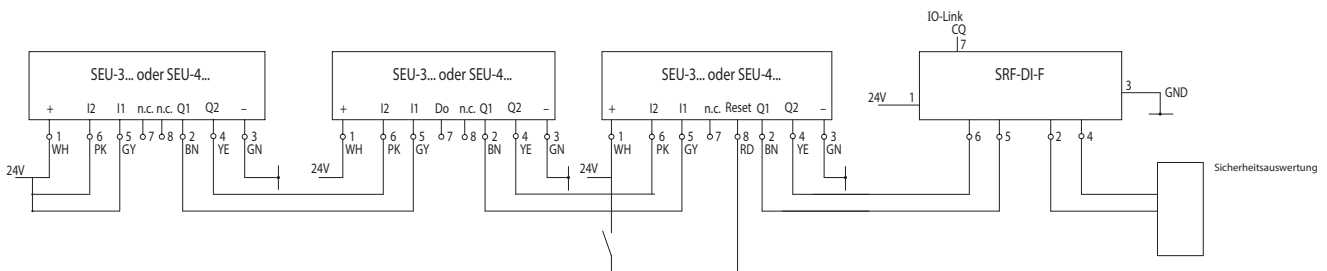 IO-Link
CQ
7
SEU-3... oder SEU-4...
+ I2 I1 n.c. n.c. Q1 Q2 –
1 6 5 7 8 2 4 3
WH PK GY BN YE GN
24V
SEU-3... oder SEU-4...
+ I2 I1 Do n.c. Q1 Q2 –
1 6 5 7 8 2 4 3
WH PK GY BN YE GN
24V
SEU-3... oder SEU-4...
+ I2 I1 n.c. Reset Q1 Q2 –
1 6 5 7 8 2 4 3
WH PK GY RD BN YE GN
24V
SRF-DI-F
24V 1
3 GND
6 5 2 4
Sicherheitsauswertung